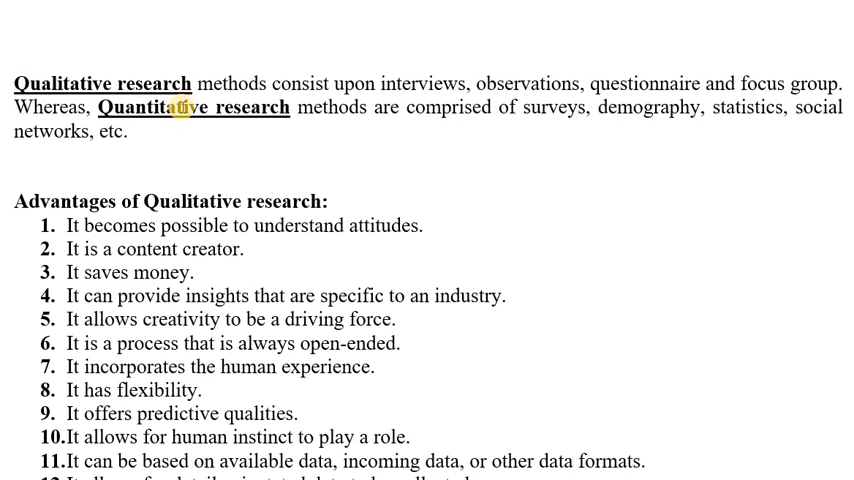 Qualitative research methods consist upon interviews, observations, questionnaire and focus group.
Whereas, Quantitative research methods are comprised of surveys, demography, statistics, social
networks, etc.
Advantages of Qualitative research:
1. It becomes possible to understand attitudes.
2. It is a content creator.
3. It saves money.
4. It can provide insights that are specific to an industry.
5. It allows creativity to be a driving force.
6. It is a process that is always open-ended.
7. It incorporates the human experience.
8. It has flexibility.
9. It offers predictive qualities.
10.It allows for human instinct to play a role.
11.It can be based on available data, incoming data, or other data formats.